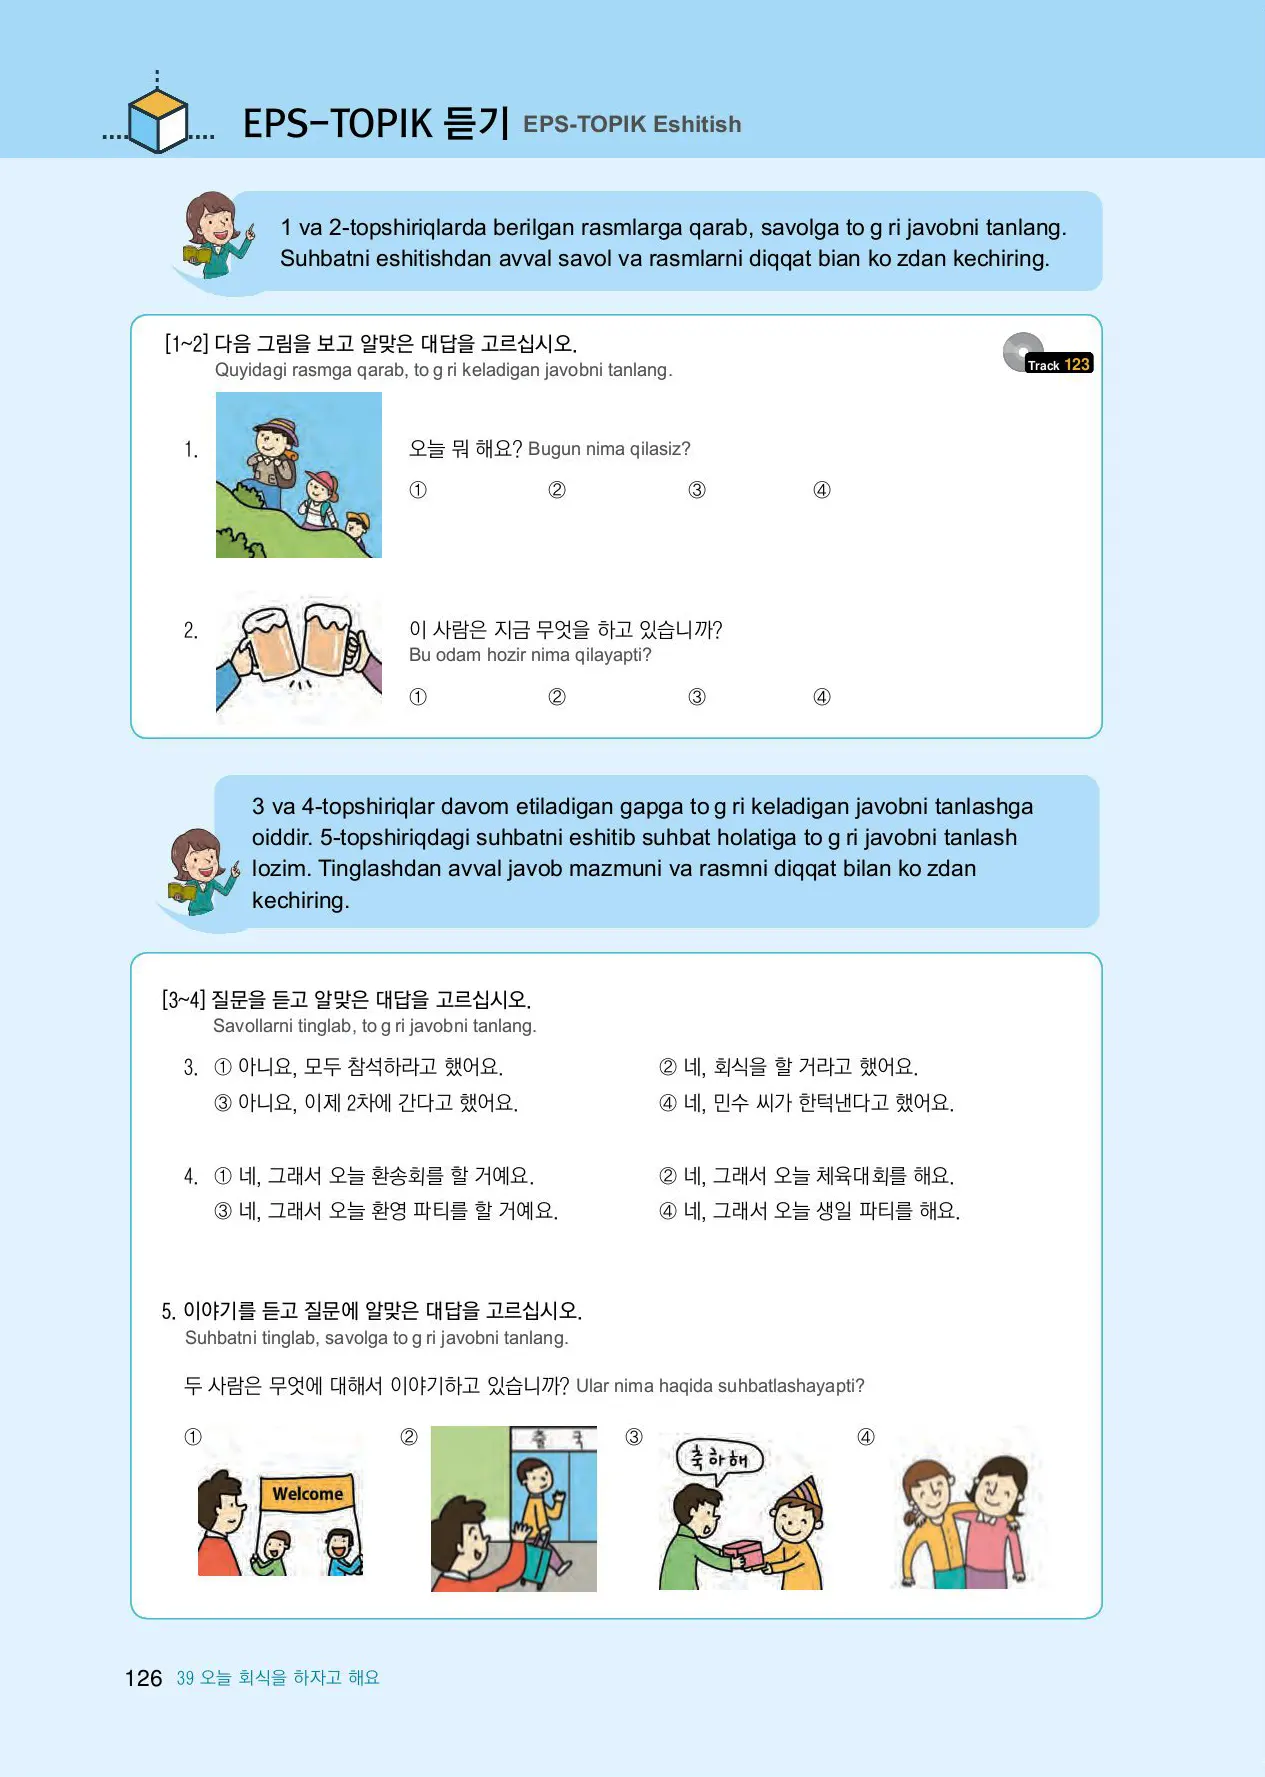 EPS-TOPIK 듣기 EPS-TOPIK Eshitish
1 va 2-topshiriqlarda berilgan rasmlarga qarab, savolga to g ri javobni tanlang.
Suhbatni eshitishdan avval savol va rasmlarni diqqat bian ko zdan kechiring.
[1~2] 다음 그림을 보고 알맞은 대답을 고르십시오.
Track 123
Quyidagi rasmga qarab, to g ri keladigan javobni tanlang.
1. 오늘 뭐 해요? Bugun nima qilasiz?
① ② ③ ④
2. 이 사람은 지금 무엇을 하고 있습니까?
Bu odam hozir nima qilayapti?
① ② ③ ④
3 va 4-topshiriqlar davom etiladigan gapga to g ri keladigan javobni tanlashga
oiddir. 5-topshiriqdagi suhbatni eshitib suhbat holatiga to g ri javobni tanlash
lozim. Tinglashdan avval javob mazmuni va rasmni diqqat bilan ko zdan
kechiring.
[3~4] 질문을 듣고 알맞은 대답을 고르십시오.
Savollarni tinglab, to g ri javobni tanlang.
3. ① 아니요, 모두 참석하라고 했어요. ② 네, 회식을 할 거라고 했어요.
③ 아니요, 이제 2차에 간다고 했어요. ④ 네, 민수 씨가 한턱낸다고 했어요.
4. ① 네, 그래서 오늘 환송회를 할 거예요. ② 네, 그래서 오늘 체육대회를 해요.
③ 네, 그래서 오늘 환영 파티를 할 거예요. ④ 네, 그래서 오늘 생일 파티를 해요.
5. 이야기를 듣고 질문에 알맞은 대답을 고르십시오.
Suhbatni tinglab, savolga to g ri javobni tanlang.
두 사람은 무엇에 대해서 이야기하고 있습니까? Ular nima haqida suhbatlashayapti?
① ② ③ ④
Welcome
출 국
축하해
126 39 오늘 회식을 하자고 해요